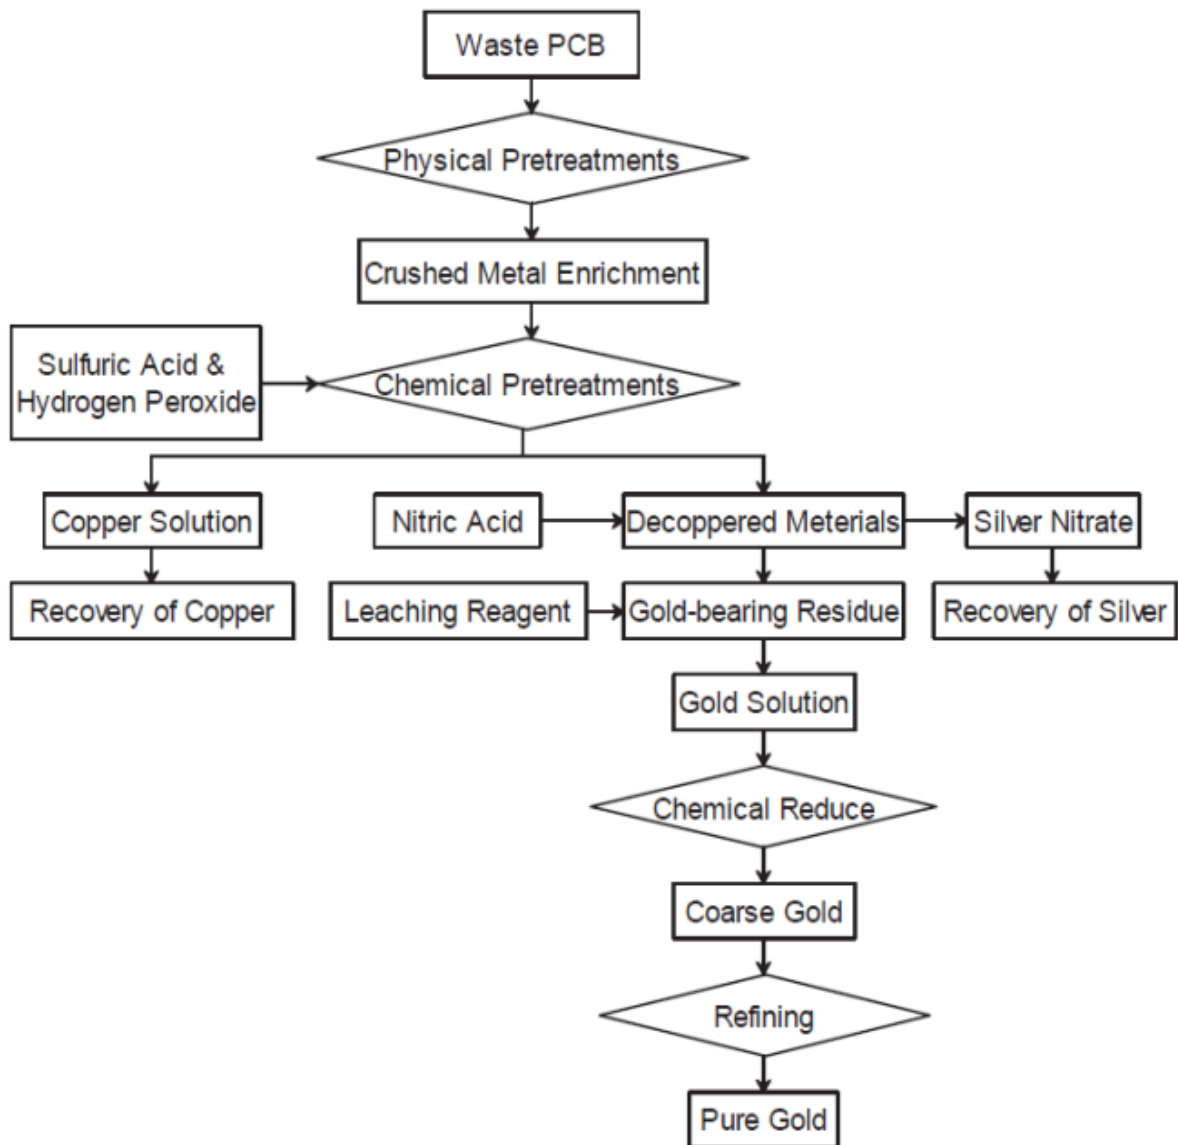 Waste PCB
Physical Pretreatments
Crushed Metal Enrichment
Sulfuric Acid &
Hydrogen Peroxide
Chemical Pretreatments
Copper Solution
Nitric Acid
Decoppered Meterials
Silver Nitrate
Recovery of Copper
Leaching Reagent
Gold-bearing Residue
Recovery of Silver
Gold Solution
Chemical Reduce
Coarse Gold
Refining
Pure Gold